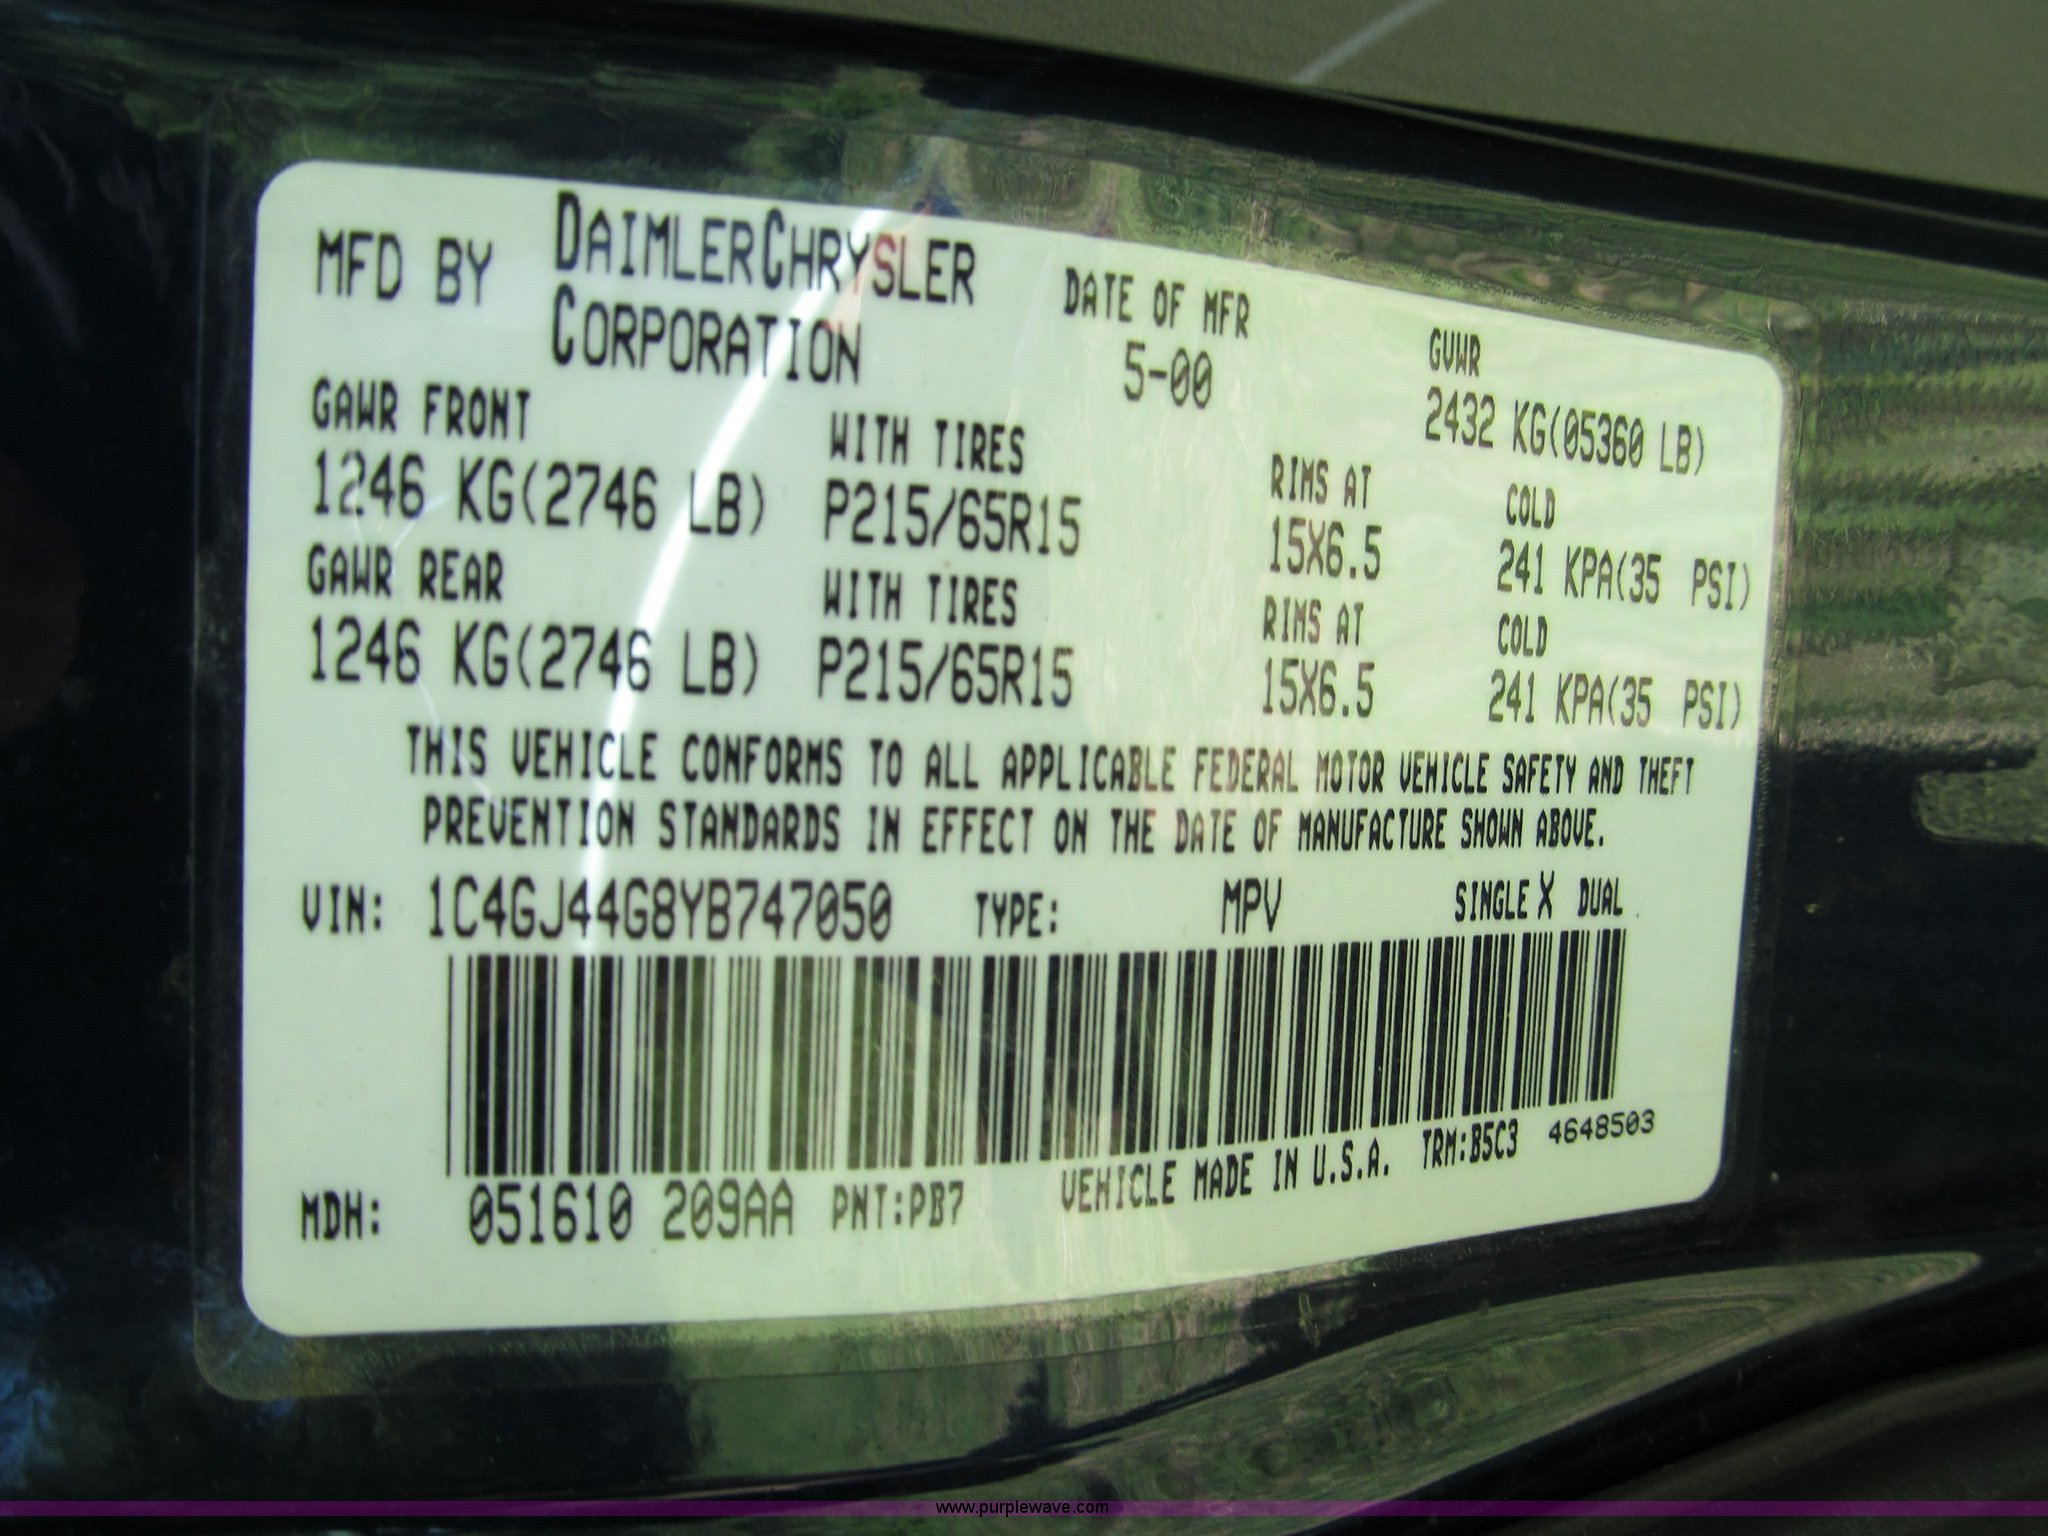 MFD BY DAIMLERCHRYSLER CORPORATION
DATE OF MFR
5-00
GVWR
2432 KG(05360 LB)
GAWR FRONT WITH TIRES RIMS AT COLD
1246 KG(2746 LB) P215/65R15 15X6.5 241 KPA(35 PSI)
GAWR REAR WITH TIRES RIMS AT COLD
1246 KG(2746 LB) P215/65R15 15X6.5 241 KPA(35 PSI)
THIS VEHICLE CONFORMS TO ALL APPLICABLE FEDERAL MOTOR VEHICLE SAFETY AND THEFT
PREVENTION STANDARDS IN EFFECT ON THE DATE OF MANUFACTURE SHOWN ABOVE.
VIN: 1C4GJ44G8YB747050 TYPE: MPV SINGLE X DUAL
MDH: 051610 209AA PNT:PB7 VEHICLE MADE IN U.S.A. TRM:B5C3 4648503
www.purplewave.com